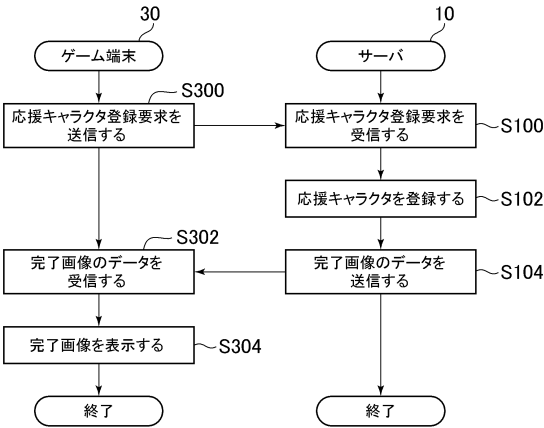 30
10
ゲーム端末
サーバ
S300
応援キャラクタ登録要求を
送信する
応援キャラクタ登録要求を
受信する
S100
応援キャラクタを登録する
S102
S302
完了画像のデータを
受信する
完了画像のデータを
送信する
S104
完了画像を表示する
S304
終了
終了